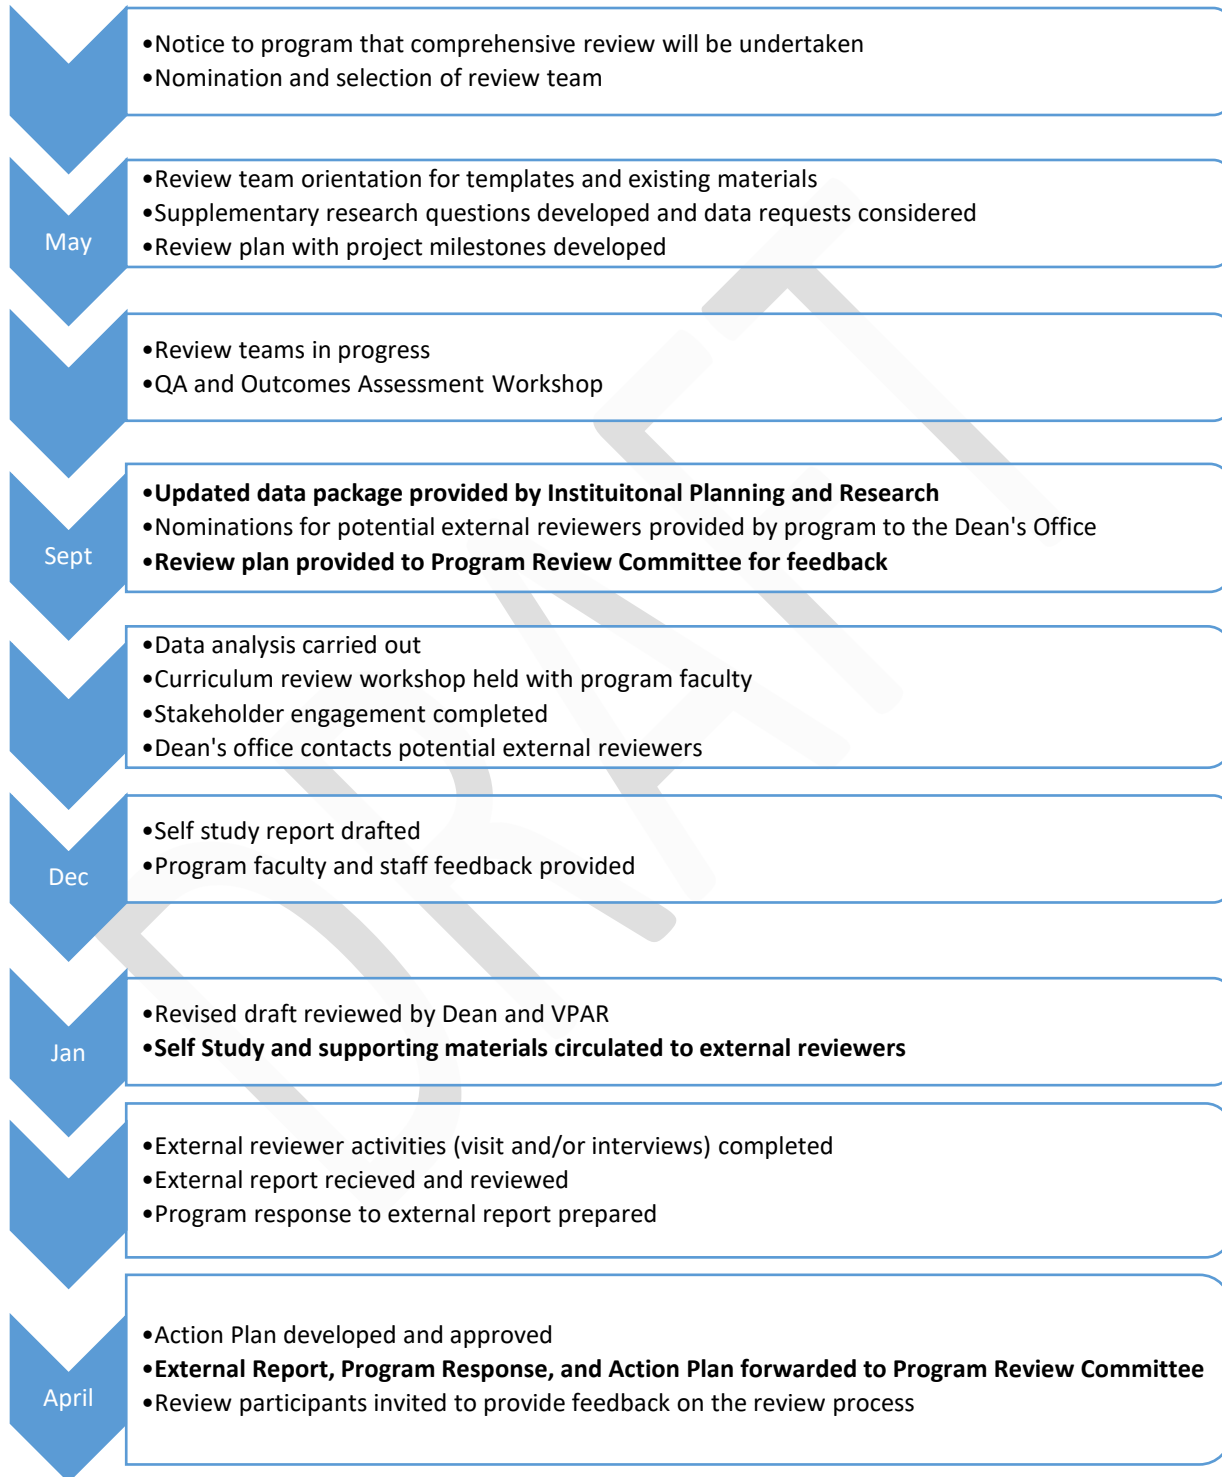 •Notice to program that comprehensive review will be undertaken
•Nomination and selection of review team
May
•Review team orientation for templates and existing materials
•Supplementary research questions developed and data requests considered
•Review plan with project milestones developed
•Review teams in progress
•QA and Outcomes Assessment Workshop
Sept
•Updated data package provided by Instituitonal Planning and Research
•Nominations for potential external reviewers provided by program to the Dean's Office
•Review plan provided to Program Review Committee for feedback
•Data analysis carried out
•Curriculum review workshop held with program faculty
•Stakeholder engagement completed
•Dean's office contacts potential external reviewers
Dec
•Self study report drafted
•Program faculty and staff feedback provided
Jan
•Revised draft reviewed by Dean and VPAR
•Self Study and supporting materials circulated to external reviewers
•External reviewer activities (visit and/or interviews) completed
•External report recieved and reviewed
•Program response to external report prepared
April
•Action Plan developed and approved
•External Report, Program Response, and Action Plan forwarded to Program Review Committee
•Review participants invited to provide feedback on the review process
DRAFT